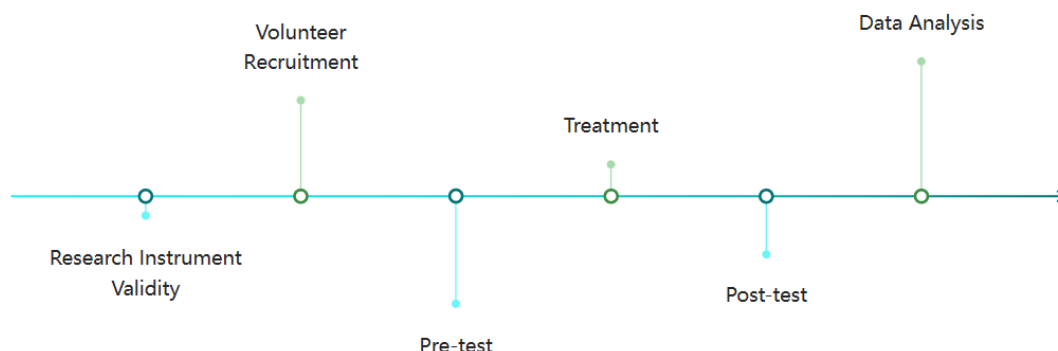 Research Instrument
Validity
Volunteer
Recruitment
Pre-test
Treatment
Post-test
Data Analysis